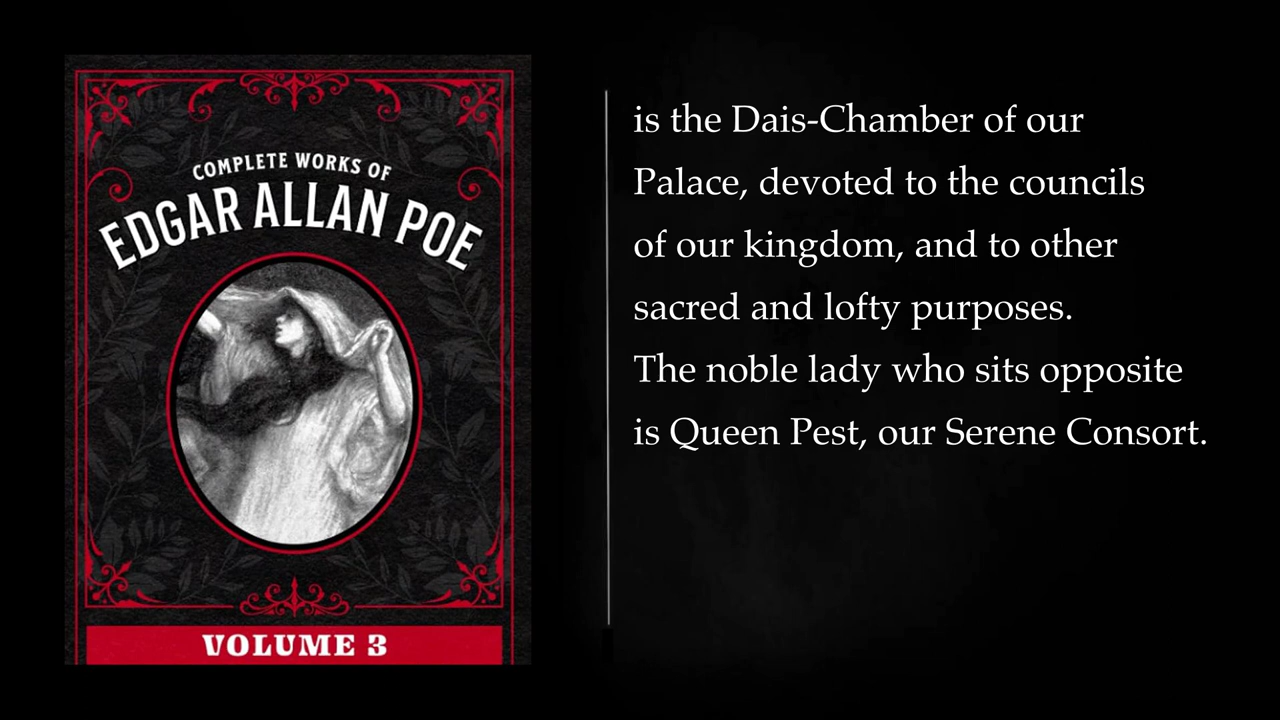 COMPLETE WORKS OF
EDGAR ALLAN POE
VOLUME 3
is the Dais-Chamber of our
Palace, devoted to the councils
of our kingdom, and to other
sacred and lofty purposes.
The noble lady who sits opposite
is Queen Pest, our Serene Consort.